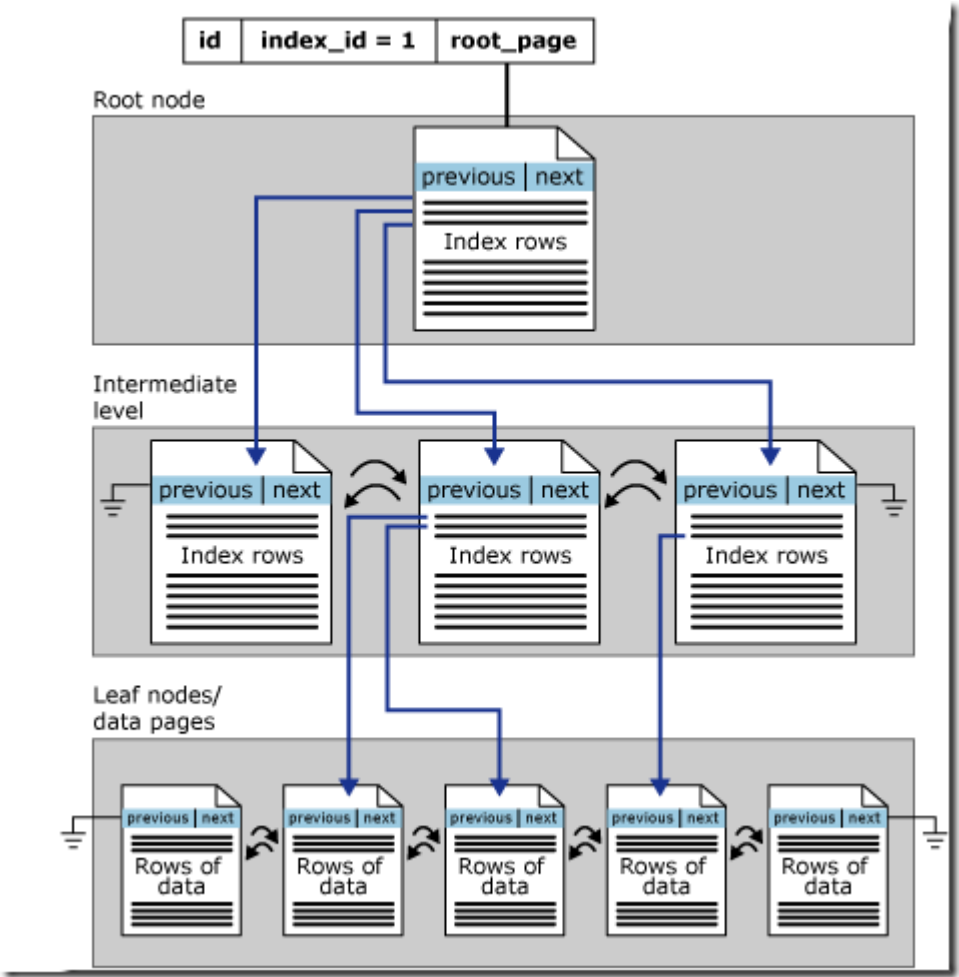 id index_id = 1 root_page
Root node
previous next
Index rows
Intermediate
level
previous next previous next previous next
Index rows Index rows Index rows
Leaf nodes/
data pages
previous next previous next previous next previous next previous next
Rows of Rows of Rows of Rows of Rows of
data data data data data